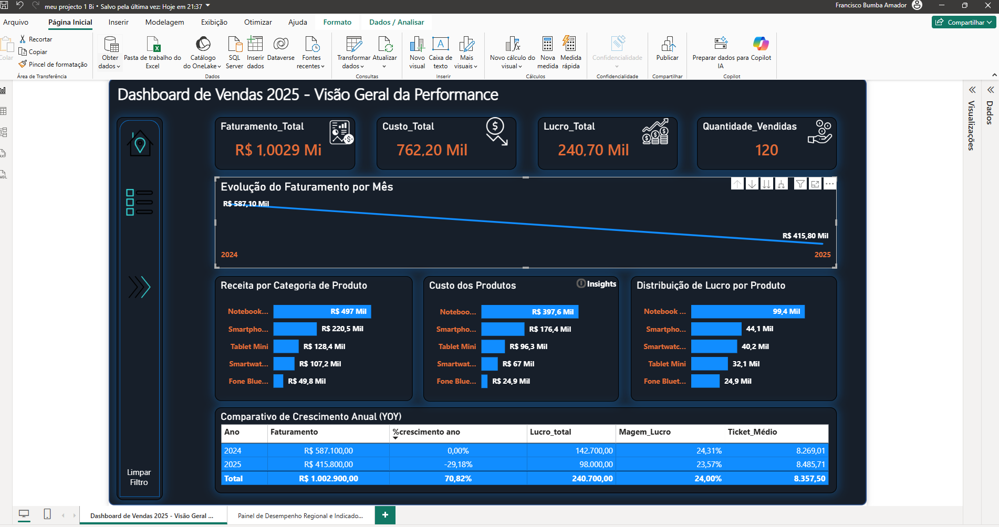 meu projecto 1 Bi • Salvo pela última vez: Hoje em 21:37
Francisco Bumba Amador
Arquivo
Página Inicial
Inserir
Modelagem
Exibição
Otimizar
Ajuda
Formato
Dados / Analisar
Compartilhar
Colar
Recortar
Copiar
Pincel de formatação
Área de Transferência
Obter dados
Pasta de trabalho do Excel
Catálogo do OneLake
SQL Server
Inserir dados
Dataverse
Fontes recentes
Dados
Transformar dados
Atualizar
Consultas
Novo visual
Caixa de texto
Mais visuais
Inserir
Novo cálculo do visual
Nova medida
Medida rápida
Cálculos
Confidencialidade
Confidencialidade
Publicar
Compartilhar
Preparar dados para IA
Copilot
Copilot
Visualizações
Dados
Dashboard de Vendas 2025 - Visão Geral da Performance
Faturamento_Total
R$ 1,0029 Mi
Custo_Total
762,20 Mil
Lucro_Total
240,70 Mil
Quantidade_Vendidas
120
Evolução do Faturamento por Mês
R$ 587,10 Mil
R$ 415,80 Mil
2024
2025
Receita por Categoria de Produto
Notebook... R$ 497 Mil
Smartpho... R$ 220,5 Mil
Tablet Mini R$ 128,4 Mil
Smartwat... R$ 107,2 Mil
Fone Blue... R$ 49,8 Mil
Custo dos Produtos
Insights
Noteboo... R$ 397,6 Mil
Smartpho... R$ 176,4 Mil
Tablet Mini R$ 96,3 Mil
Smartwat... R$ 67 Mil
Fone Blue... R$ 24,9 Mil
Distribuição de Lucro por Produto
Notebook ... 99,4 Mil
Smartpho... 44,1 Mil
Smartwatc... 40,2 Mil
Tablet Mini 32,1 Mil
Fone Bluet... 24,9 Mil
Limpar
Filtro
Comparativo de Crescimento Anual (YOY)
Ano Faturamento %crescimento ano Lucro_total Magem_Lucro Ticket_Médio
2024 R$ 587.100,00 0,00% 142.700,00 24,31% 8.269,01
2025 R$ 415.800,00 -29,18% 98.000,00 23,57% 8.485,71
Total R$ 1.002.900,00 70,82% 240.700,00 24,00% 8.357,50
Dashboard de Vendas 2025 - Visão Geral ...
Painel de Desempenho Regional e Indicado...